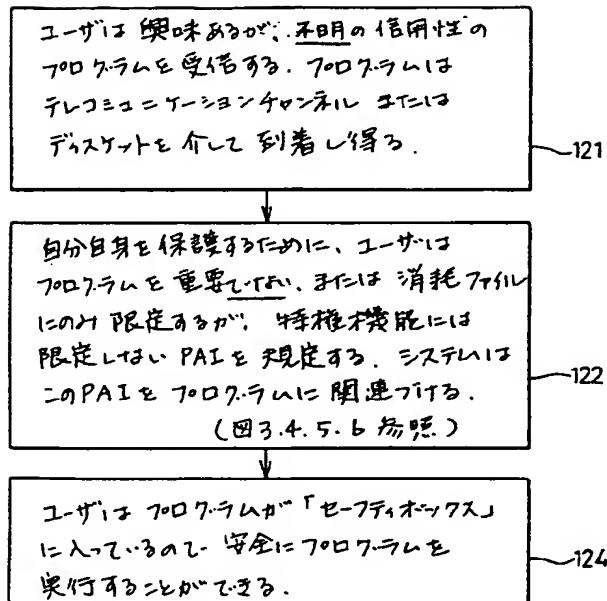 ユーザは 興味あるが、不明の信用性の
プログラムを受信する. プログラムは
テレコミュニケーションチャンネル または
ディスケットを介して到着し得る.
121
自分自身を保護するために、ユーザは
プログラムを重要でない、または 消耗ファイル
にのみ限定するが、特権機能には
限定しない PAIを規定する. システムは
このPAIをプログラムに関連づける.
(図3.4.5.6 参照)
122
ユーザは プログラムが「セーフティボックス」
に入っているので 安全にプログラムを
実行することができる.
124